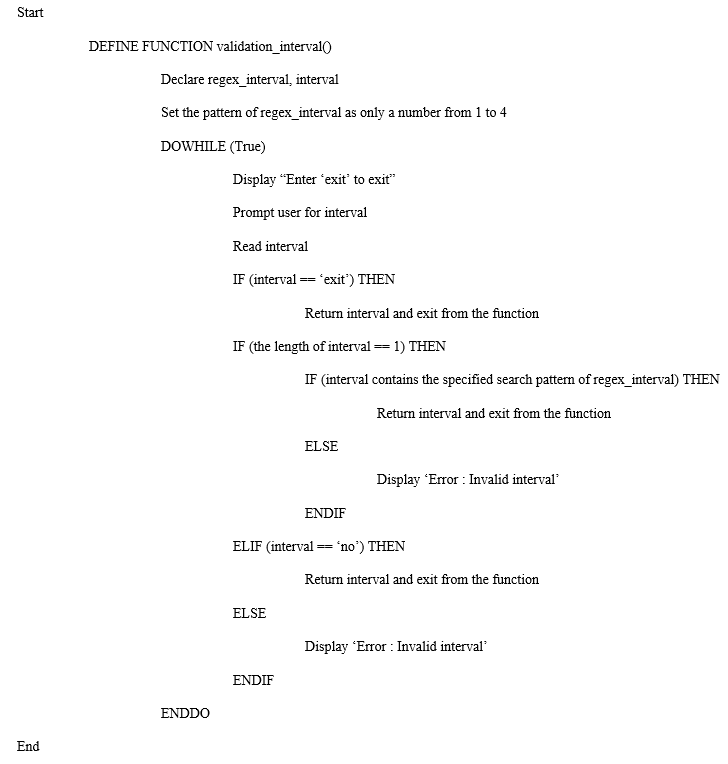 Start
DEFINE FUNCTION validation_interval()
Declare regex_interval, interval
Set the pattern of regex_interval as only a number from 1 to 4
DOWHILE (True)
Display “Enter ‘exit’ to exit”
Prompt user for interval
Read interval
IF (interval == ‘exit’) THEN
Return interval and exit from the function
IF (the length of interval == 1) THEN
IF (interval contains the specified search pattern of regex_interval) THEN
Return interval and exit from the function
ELSE
Display ‘Error : Invalid interval’
ENDIF
ELIF (interval == ‘no’) THEN
Return interval and exit from the function
ELSE
Display ‘Error : Invalid interval’
ENDIF
ENDDO
End